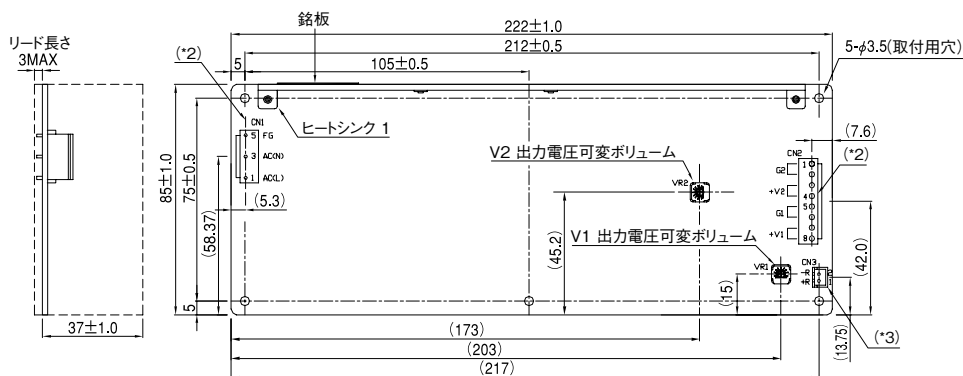 銘板
222±1.0
リード長さ
3MAX
(*2)
212±0.5
5-φ3.5(取付用穴)
5
105±0.5
ヒートシンク 1
(7.6)
CN1
5 FG
3 AC(N)
1 AC(L)
V2 出力電圧可変ボリューム
CN2
(*2)
1
G2
+V2
4
5
G1
+V1
8
VR2
85±1.0
75±0.5
(58.37)
(5.3)
V1 出力電圧可変ボリューム
(45.2)
(42.0)
VR1
CN3
-R 2
+R 1
(15)
5
37±1.0
(13.75)
(*3)
(173)
(203)
(217)